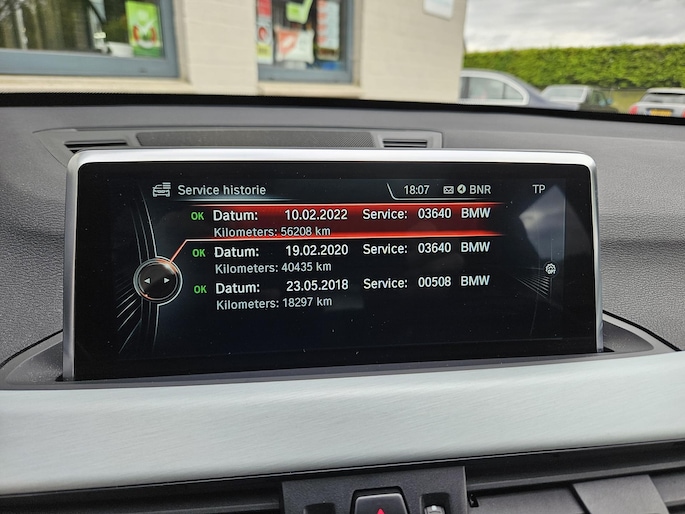 Service historie 18:07 BNR TP
OK Datum: 10.02.2022 Service: 03640 BMW
Kilometers: 56208 km
OK Datum: 19.02.2020 Service: 03640 BMW
Kilometers: 40435 km
OK Datum: 23.05.2018 Service: 00508 BMW
Kilometers: 18297 km